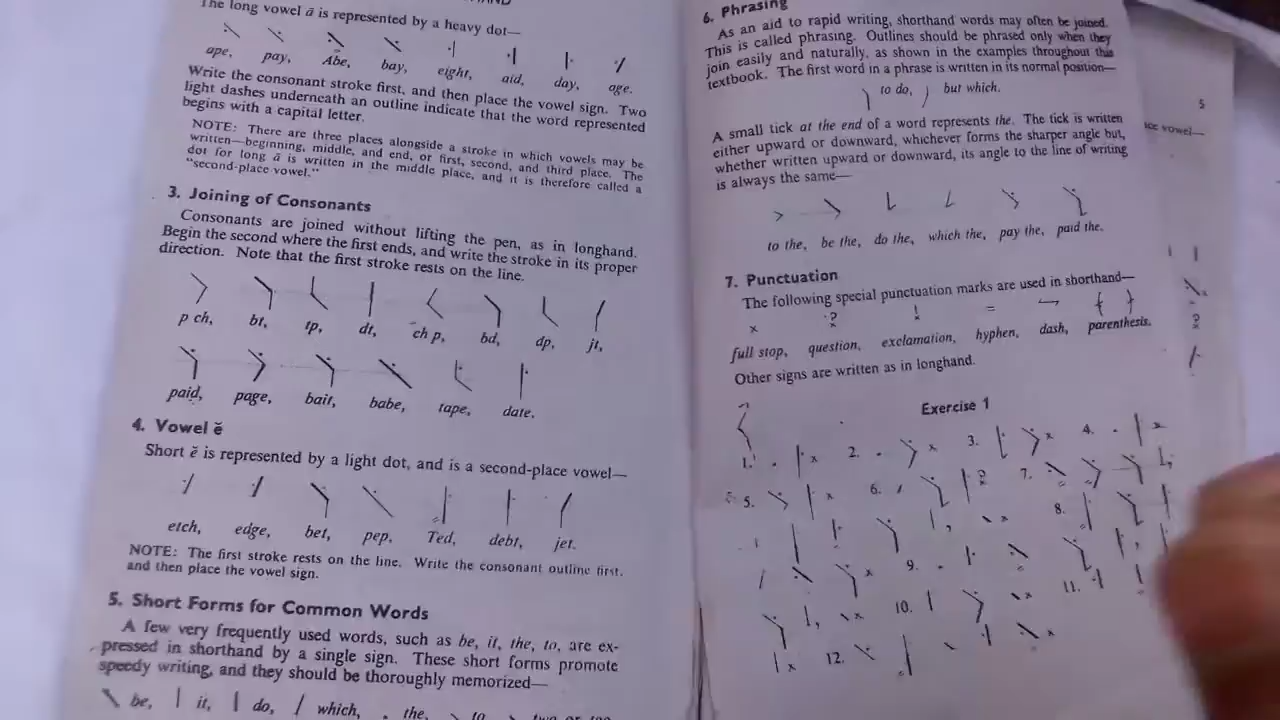 The long vowel ā is represented by a heavy dot—
ape, pay, Abe, bay, eight, aid, day, age.
Write the consonant stroke first, and then place the vowel sign. Two
light dashes underneath an outline indicate that the word represented
begins with a capital letter.
NOTE: There are three places alongside a stroke in which vowels may be
written—beginning, middle, and end, or first, second, and third place. The
dot for long ā is written in the middle place, and it is therefore called a
"second-place vowel."
3. Joining of Consonants
Consonants are joined without lifting the pen, as in longhand.
Begin the second where the first ends, and write the stroke in its proper
direction. Note that the first stroke rests on the line.
p ch, bt, tp, dt, ch p, bd, dp, jt,
paid, page, bait, babe, tape, date.
4. Vowel ĕ
Short ĕ is represented by a light dot, and is a second-place vowel—
etch, edge, bet, pep, Ted, debt, jet.
NOTE: The first stroke rests on the line. Write the consonant outline first,
and then place the vowel sign.
5. Short Forms for Common Words
A few very frequently used words, such as be, it, the, to, are ex-
pressed in shorthand by a single sign. These short forms promote
speedy writing, and they should be thoroughly memorized—
be, it, do, which, the, to
6. Phrasing
As an aid to rapid writing, shorthand words may often be joined.
This is called phrasing. Outlines should be phrased only when they
join easily and naturally, as shown in the examples throughout this
textbook. The first word in a phrase is written in its normal position—
to do, but which.
A small tick at the end of a word represents the. The tick is written
either upward or downward, whichever forms the sharper angle but,
whether written upward or downward, its angle to the line of writing
is always the same—
to the, be the, do the, which the, pay the, paid the.
7. Punctuation
The following special punctuation marks are used in shorthand—
full stop, question, exclamation, hyphen, dash, parenthesis.
Other signs are written as in longhand.
Exercise 1
1. 2. 3. 4.
5. 6. 7.
8.
9.
10. 11.
12.
5
vowel—